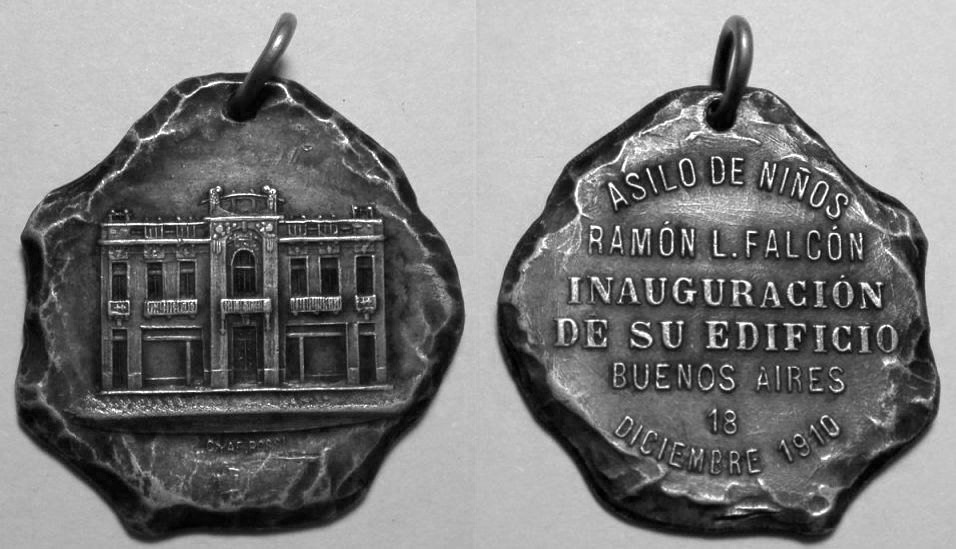 ASILO DE NIÑOS
RAMÓN L. FALCÓN
INAUGURACIÓN
DE SU EDIFICIO
BUENOS AIRES
18
DICIEMBRE 1910